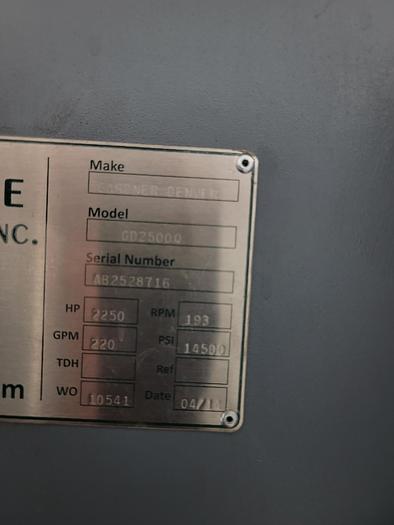 E
NC.
m
Make
GARDNER DENVER
Model
GD2500Q
Serial Number
AB2528716
HP 2250 RPM 193
GPM 220 PSI 14500
TDH Ref
WO 10541 Date 04/14